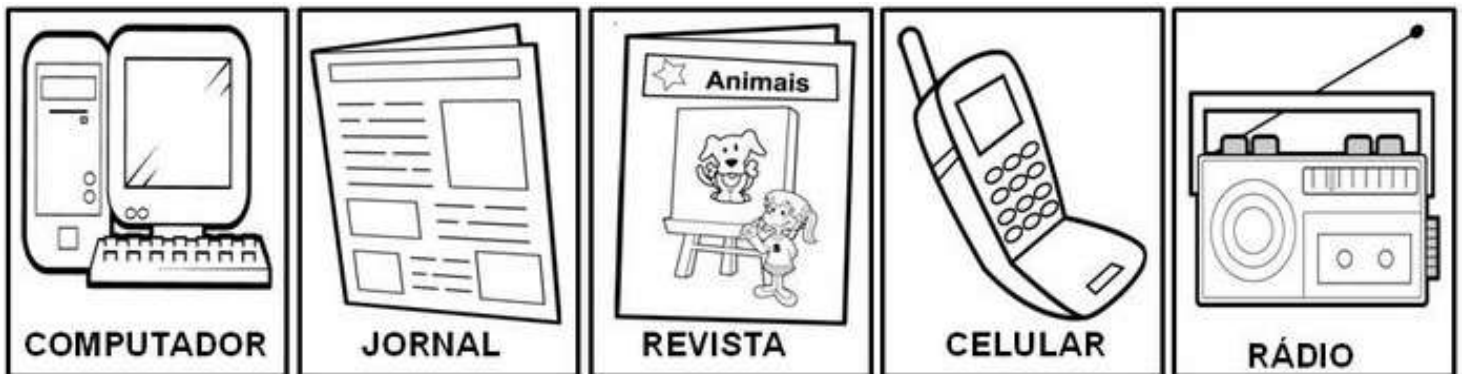 Animais
COMPUTADOR
JORNAL
REVISTA
CELULAR
RÁDIO